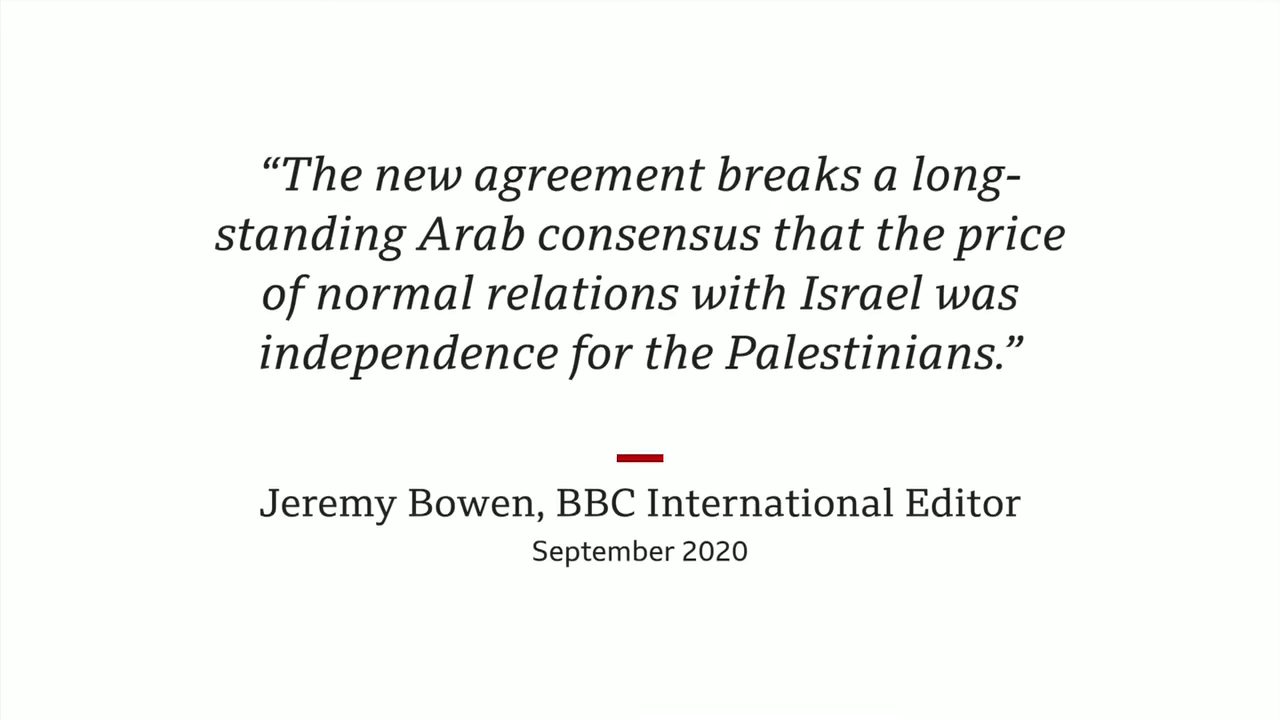 “The new agreement breaks a long-
standing Arab consensus that the price
of normal relations with Israel was
independence for the Palestinians.”
Jeremy Bowen, BBC International Editor
September 2020